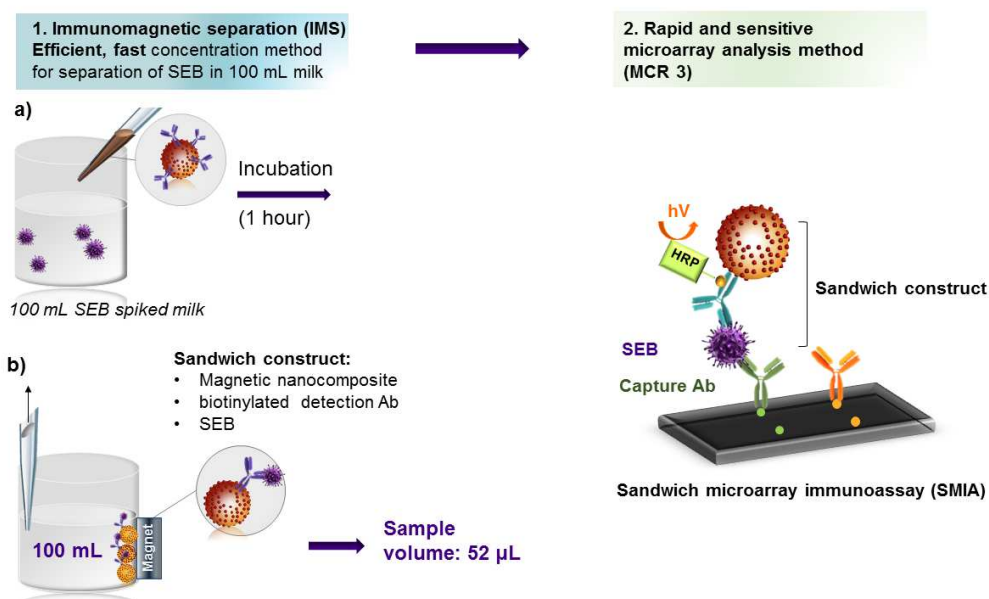 1. Immunomagnetic separation (IMS)
Efficient, fast concentration method
for separation of SEB in 100 mL milk
2. Rapid and sensitive
microarray analysis method
(MCR 3)
a)
Incubation
(1 hour)
100 mL SEB spiked milk
hV
HRP
Sandwich construct
SEB
Capture Ab
Sandwich microarray immunoassay (SMIA)
b)
Sandwich construct:
• Magnetic nanocomposite
• biotinylated detection Ab
• SEB
100 mL
Magnet
Sample
volume: 52 µL